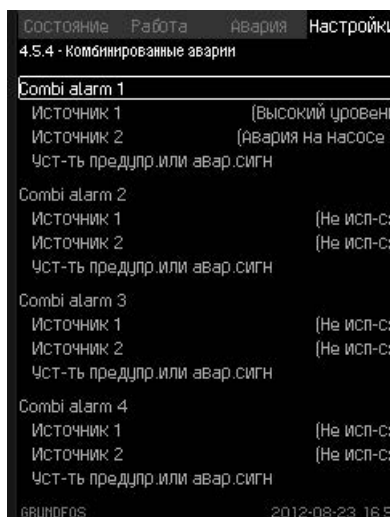 Состояние Работа Авария Настройки
4.5.4 - Комбинированные аварии
Combi alarm 1
Источник 1 (Высокий уровен
Источник 2 (Авария на насосе
Уст-ть предупр.или авар.сигн
Combi alarm 2
Источник 1 (Не исп-с
Источник 2 (Не исп-с
Уст-ть предупр.или авар.сигн
Combi alarm 3
Источник 1 (Не исп-с
Источник 2 (Не исп-с
Уст-ть предупр.или авар.сигн
Combi alarm 4
Источник 1 (Не исп-с
Источник 2 (Не исп-с
Уст-ть предупр.или авар.сигн
GRUNDFOS 2012-08-23 16: